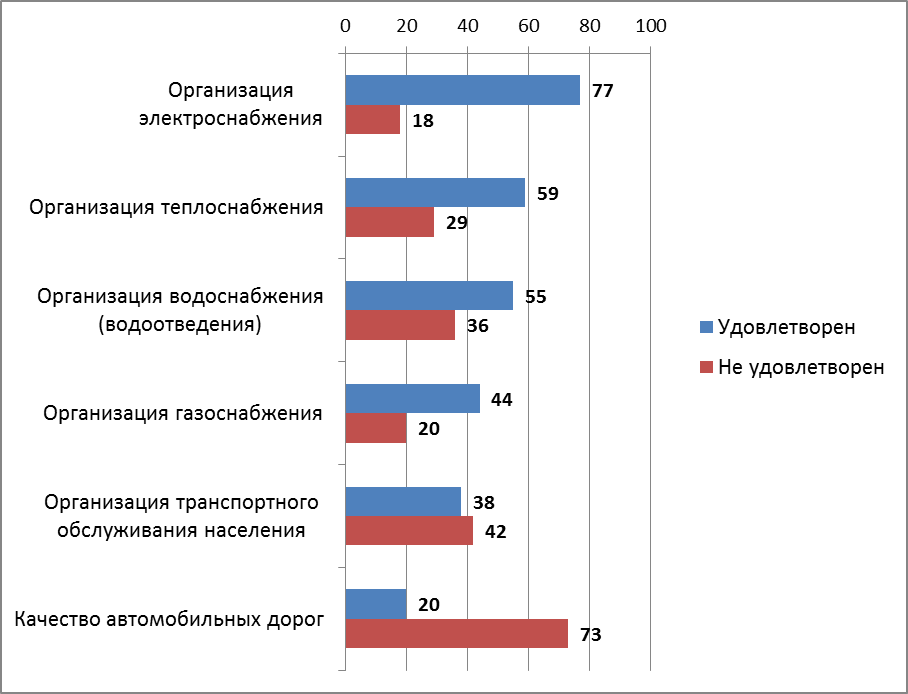 0 20 40 60 80 100
Организация
электроснабжения
77
18
Организация теплоснабжения
59
29
Организация водоснабжения
(водоотведения)
55
36
Организация газоснабжения
44
20
Организация транспортного
обслуживания населения
38
42
Качество автомобильных дорог
20
73
Удовлетворен
Не удовлетворен